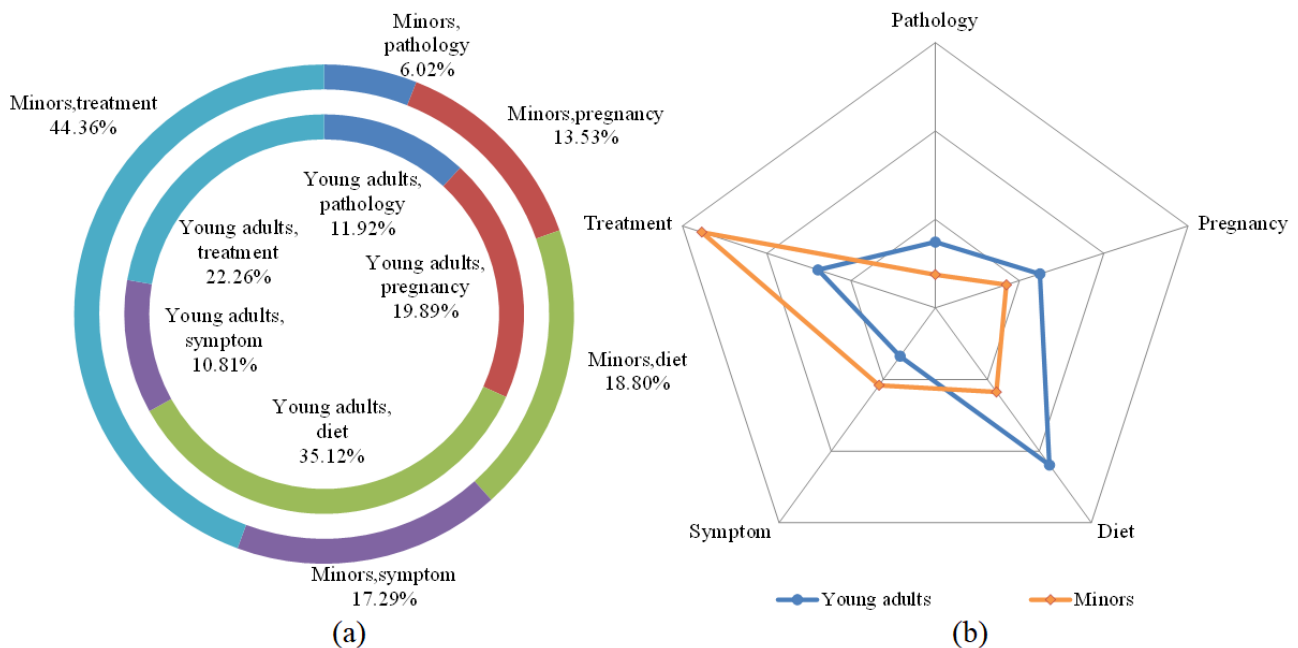 Minors,
pathology
6.02%
Minors,treatment
44.36%
Minors,pregnancy
13.53%
Young adults,
pathology
11.92%
Young adults,
treatment
22.26%
Young adults,
pregnancy
19.89%
Young adults,
symptom
10.81%
Minors,diet
18.80%
Young adults,
diet
35.12%
Minors,symptom
17.29%
(a)
Pathology
Treatment
Pregnancy
Symptom
Diet
Young adults
Minors
(b)